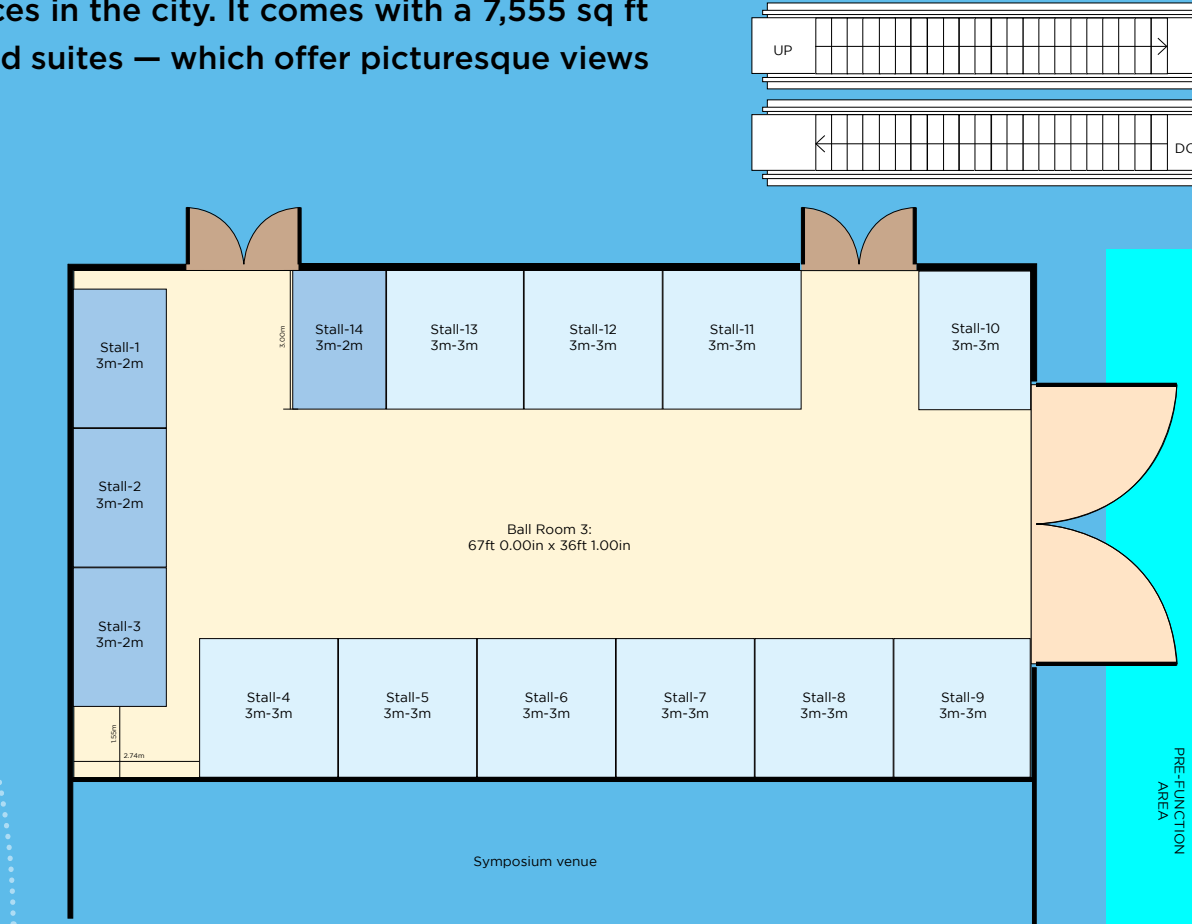 ces in the city. It comes with a 7,555 sq ft
d suites — which offer picturesque views
UP
DO
Stall-1
3m-2m
Stall-14
3m-2m
Stall-13
3m-3m
Stall-12
3m-3m
Stall-11
3m-3m
Stall-10
3m-3m
3.00m
Stall-2
3m-2m
Ball Room 3:
67ft 0.00in x 36ft 1.00in
Stall-3
3m-2m
Stall-4
3m-3m
Stall-5
3m-3m
Stall-6
3m-3m
Stall-7
3m-3m
Stall-8
3m-3m
Stall-9
3m-3m
1.55m
2.74m
PRE-FUNCTION
AREA
Symposium venue